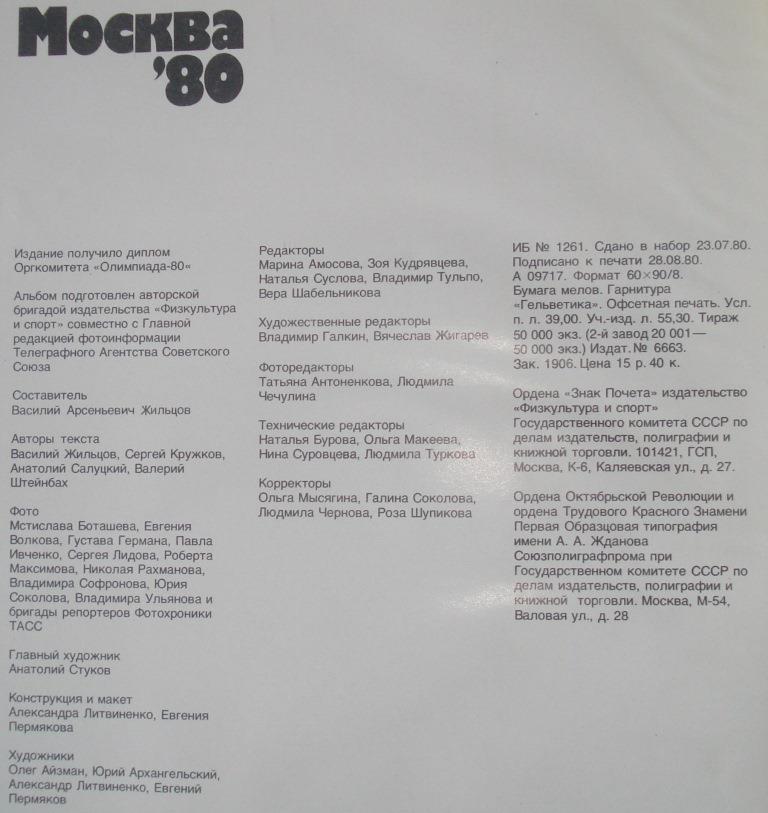 Москва
'80
Издание получило диплом
Оргкомитета «Олимпиада-80«
Альбом подготовлен авторской
бригадой издательства «Физкультура
и спорт» совместно с Главной
редакцией фотоинформации
Телеграфного Агентства Советского
Союза
Составитель
Василий Арсеньевич Жильцов
Авторы текста
Василий Жильцов, Сергей Кружков,
Анатолий Салуцкий, Валерий
Штейнбах
Фото
Мстислава Боташева, Евгения
Волкова, Густава Германа, Павла
Ивченко, Сергея Лидова, Роберта
Максимова, Николая Рахманова,
Владимира Софронова, Юрия
Соколова, Владимира Ульянова и
бригады репортеров Фотохроники
ТАСС
Главный художник
Анатолий Стуков
Конструкция и макет
Александра Литвиненко, Евгения
Пермякова
Художники
Олег Айзман, Юрий Архангельский,
Александр Литвиненко, Евгений
Пермяков
Редакторы
Марина Амосова, Зоя Кудрявцева,
Наталья Суслова, Владимир Тульпо,
Вера Шабельникова
Художественные редакторы
Владимир Галкин, Вячеслав Жигарев
Фоторедакторы
Татьяна Антоненкова, Людмила
Чечулина
Технические редакторы
Наталья Бурова, Ольга Макеева,
Нина Суровцева, Людмила Туркова
Корректоры
Ольга Мысягина, Галина Соколова,
Людмила Чернова, Роза Шупикова
ИБ № 1261. Сдано в набор 23.07.80.
Подписано к печати 28.08.80.
А 09717. Формат 60×90/8.
Бумага мелов. Гарнитура
«Гельветика». Офсетная печать. Усл.
п. л. 39,00. Уч.-изд. л. 55,30. Тираж
50 000 экз. (2-й завод 20 001—
50 000 экз.) Издат. № 6663.
Зак. 1906. Цена 15 р. 40 к.
Ордена «Знак Почета» издательство
«Физкультура и спорт»
Государственного комитета СССР по
делам издательств, полиграфии и
книжной торговли. 101421, ГСП,
Москва, К-6, Каляевская ул., д. 27.
Ордена Октябрьской Революции и
ордена Трудового Красного Знамени
Первая Образцовая типография
имени А. А. Жданова
Союзполиграфпрома при
Государственном комитете СССР по
делам издательств, полиграфии и
книжной торговли. Москва, М-54,
Валовая ул., д. 28